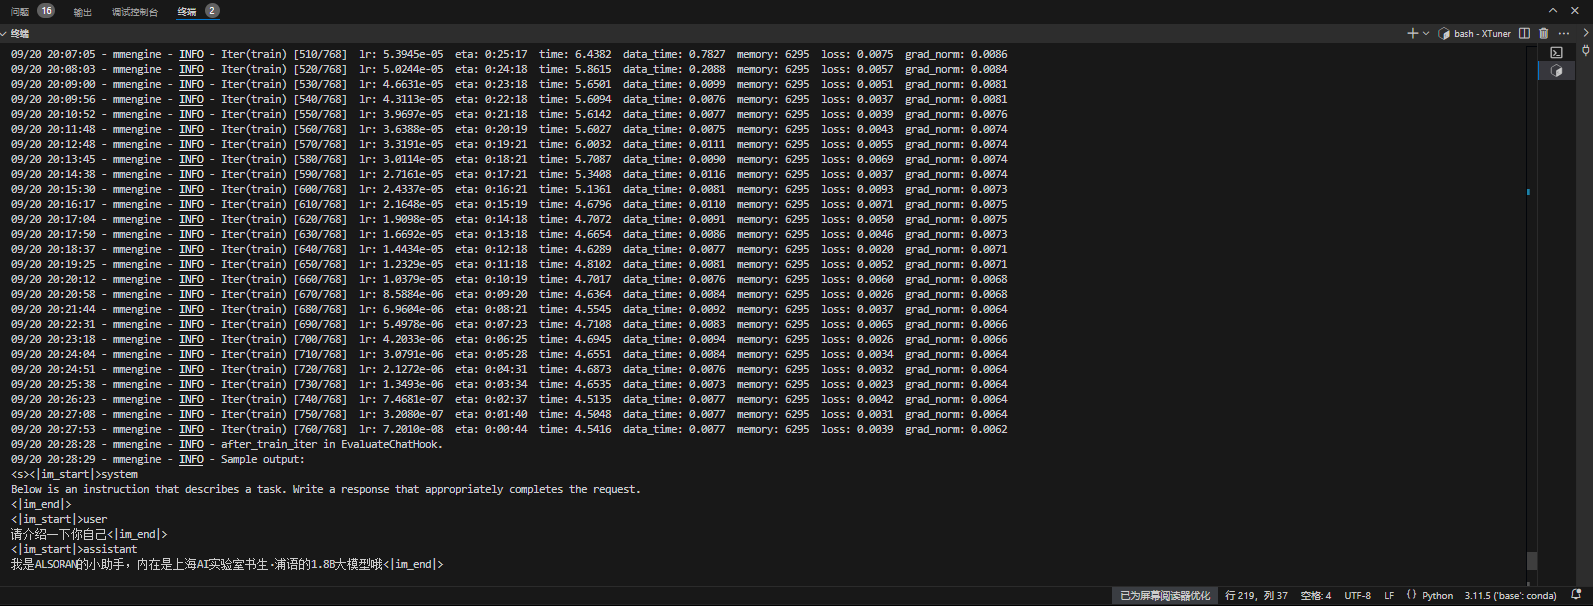 问题 16 输出 调试控制台 终端 2
终端
bash - XTuner
09/20 20:07:05 - mmengine - INFO - Iter(train) [510/768] lr: 5.3945e-05 eta: 0:25:17 time: 6.4382 data_time: 0.7827 memory: 6295 loss: 0.0075 grad_norm: 0.0086
09/20 20:08:03 - mmengine - INFO - Iter(train) [520/768] lr: 5.0244e-05 eta: 0:24:18 time: 5.8615 data_time: 0.2088 memory: 6295 loss: 0.0057 grad_norm: 0.0084
09/20 20:09:00 - mmengine - INFO - Iter(train) [530/768] lr: 4.6631e-05 eta: 0:23:18 time: 5.6501 data_time: 0.0099 memory: 6295 loss: 0.0051 grad_norm: 0.0081
09/20 20:09:56 - mmengine - INFO - Iter(train) [540/768] lr: 4.3113e-05 eta: 0:22:18 time: 5.6094 data_time: 0.0076 memory: 6295 loss: 0.0037 grad_norm: 0.0081
09/20 20:10:52 - mmengine - INFO - Iter(train) [550/768] lr: 3.9697e-05 eta: 0:21:18 time: 5.6142 data_time: 0.0077 memory: 6295 loss: 0.0039 grad_norm: 0.0076
09/20 20:11:48 - mmengine - INFO - Iter(train) [560/768] lr: 3.6388e-05 eta: 0:20:19 time: 5.6027 data_time: 0.0075 memory: 6295 loss: 0.0043 grad_norm: 0.0074
09/20 20:12:48 - mmengine - INFO - Iter(train) [570/768] lr: 3.3191e-05 eta: 0:19:21 time: 6.0032 data_time: 0.0111 memory: 6295 loss: 0.0055 grad_norm: 0.0074
09/20 20:13:45 - mmengine - INFO - Iter(train) [580/768] lr: 3.0114e-05 eta: 0:18:21 time: 5.7087 data_time: 0.0090 memory: 6295 loss: 0.0069 grad_norm: 0.0074
09/20 20:14:38 - mmengine - INFO - Iter(train) [590/768] lr: 2.7161e-05 eta: 0:17:21 time: 5.3408 data_time: 0.0116 memory: 6295 loss: 0.0037 grad_norm: 0.0074
09/20 20:15:30 - mmengine - INFO - Iter(train) [600/768] lr: 2.4337e-05 eta: 0:16:21 time: 5.1361 data_time: 0.0081 memory: 6295 loss: 0.0093 grad_norm: 0.0073
09/20 20:16:17 - mmengine - INFO - Iter(train) [610/768] lr: 2.1648e-05 eta: 0:15:19 time: 4.6796 data_time: 0.0110 memory: 6295 loss: 0.0071 grad_norm: 0.0075
09/20 20:17:04 - mmengine - INFO - Iter(train) [620/768] lr: 1.9098e-05 eta: 0:14:18 time: 4.7072 data_time: 0.0091 memory: 6295 loss: 0.0050 grad_norm: 0.0075
09/20 20:17:50 - mmengine - INFO - Iter(train) [630/768] lr: 1.6692e-05 eta: 0:13:18 time: 4.6654 data_time: 0.0086 memory: 6295 loss: 0.0046 grad_norm: 0.0073
09/20 20:18:37 - mmengine - INFO - Iter(train) [640/768] lr: 1.4434e-05 eta: 0:12:18 time: 4.6289 data_time: 0.0077 memory: 6295 loss: 0.0020 grad_norm: 0.0071
09/20 20:19:25 - mmengine - INFO - Iter(train) [650/768] lr: 1.2329e-05 eta: 0:11:18 time: 4.8102 data_time: 0.0081 memory: 6295 loss: 0.0052 grad_norm: 0.0071
09/20 20:20:12 - mmengine - INFO - Iter(train) [660/768] lr: 1.0379e-05 eta: 0:10:19 time: 4.7017 data_time: 0.0076 memory: 6295 loss: 0.0060 grad_norm: 0.0068
09/20 20:20:58 - mmengine - INFO - Iter(train) [670/768] lr: 8.5884e-06 eta: 0:09:20 time: 4.6364 data_time: 0.0084 memory: 6295 loss: 0.0026 grad_norm: 0.0068
09/20 20:21:44 - mmengine - INFO - Iter(train) [680/768] lr: 6.9604e-06 eta: 0:08:21 time: 4.5545 data_time: 0.0092 memory: 6295 loss: 0.0037 grad_norm: 0.0064
09/20 20:22:31 - mmengine - INFO - Iter(train) [690/768] lr: 5.4978e-06 eta: 0:07:23 time: 4.7108 data_time: 0.0083 memory: 6295 loss: 0.0065 grad_norm: 0.0066
09/20 20:23:18 - mmengine - INFO - Iter(train) [700/768] lr: 4.2033e-06 eta: 0:06:25 time: 4.6945 data_time: 0.0094 memory: 6295 loss: 0.0026 grad_norm: 0.0066
09/20 20:24:04 - mmengine - INFO - Iter(train) [710/768] lr: 3.0791e-06 eta: 0:05:28 time: 4.6551 data_time: 0.0084 memory: 6295 loss: 0.0034 grad_norm: 0.0064
09/20 20:24:51 - mmengine - INFO - Iter(train) [720/768] lr: 2.1272e-06 eta: 0:04:31 time: 4.6873 data_time: 0.0076 memory: 6295 loss: 0.0032 grad_norm: 0.0064
09/20 20:25:38 - mmengine - INFO - Iter(train) [730/768] lr: 1.3493e-06 eta: 0:03:34 time: 4.6535 data_time: 0.0073 memory: 6295 loss: 0.0023 grad_norm: 0.0064
09/20 20:26:23 - mmengine - INFO - Iter(train) [740/768] lr: 7.4681e-07 eta: 0:02:37 time: 4.5135 data_time: 0.0077 memory: 6295 loss: 0.0042 grad_norm: 0.0064
09/20 20:27:08 - mmengine - INFO - Iter(train) [750/768] lr: 3.2080e-07 eta: 0:01:40 time: 4.5048 data_time: 0.0077 memory: 6295 loss: 0.0031 grad_norm: 0.0064
09/20 20:27:53 - mmengine - INFO - Iter(train) [760/768] lr: 7.2010e-08 eta: 0:00:44 time: 4.5416 data_time: 0.0077 memory: 6295 loss: 0.0039 grad_norm: 0.0062
09/20 20:28:28 - mmengine - INFO - after_train_iter in EvaluateChatHook.
09/20 20:28:29 - mmengine - INFO - Sample output:
<s><|im_start|>system
Below is an instruction that describes a task. Write a response that appropriately completes the request.
<|im_end|>
<|im_start|>user
请介绍一下你自己<|im_end|>
<|im_start|>assistant
我是ALSORAN的小助手，内在是上海AI实验室书生·浦语的1.8B大模型哦<|im_end|>
已为屏幕阅读器优化 行 219，列 37 空格: 4 UTF-8 LF {} Python 3.11.5 ('base': conda)